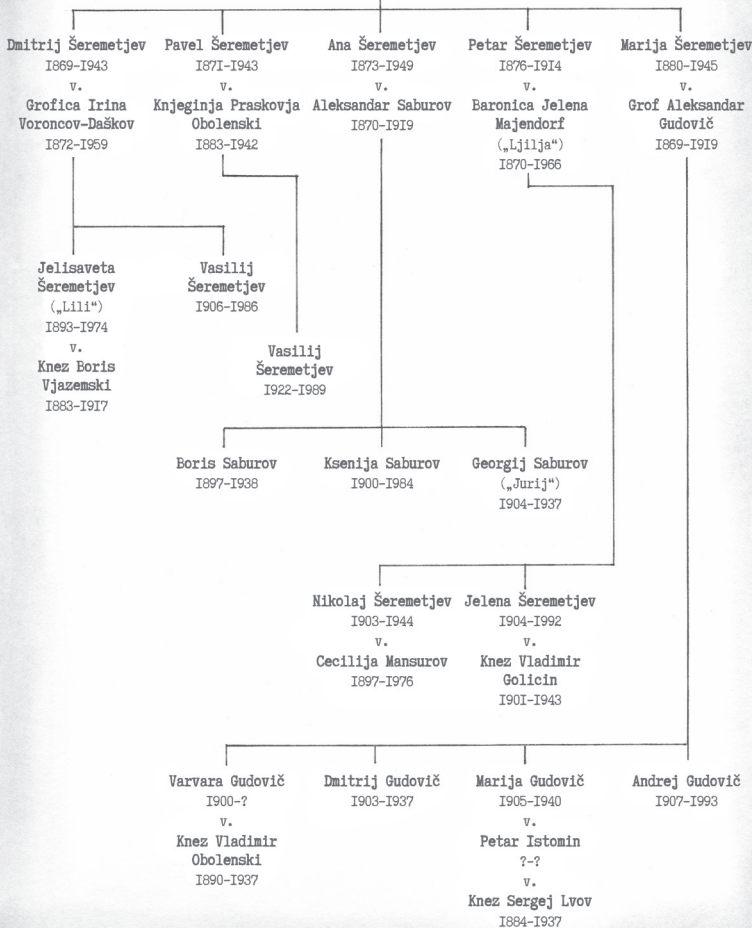 Dmitrij Šeremetjev
I869-I943
v.
Grofica Irina
Voroncov-Daškov
I872-I959
Pavel Šeremetjev
I87I-I943
v.
Knjeginja Praskovja
Obolenski
I883-I942
Ana Šeremetjev
I873-I949
v.
Aleksandar Saburov
I870-I9I9
Petar Šeremetjev
I876-I9I4
v.
Baronica Jelena
Majendorf
(„Ljilja“)
I870-I966
Marija Šeremetjev
I880-I945
v.
Grof Aleksandar
Gudovič
I869-I9I9
Jelisaveta
Šeremetjev
(„Lili“)
I893-I974
v.
Knez Boris
Vjazemski
I883-I9I7
Vasilij
Šeremetjev
I906-I986
Vasilij
Šeremetjev
I922-I989
Boris Saburov
I897-I938
Ksenija Saburov
I900-I984
Georgij Saburov
(„Jurij“)
I904-I937
Nikolaj Šeremetjev
I903-I944
v.
Cecilija Mansurov
I897-I976
Jelena Šeremetjev
I904-I992
v.
Knez Vladimir
Golicin
I90I-I943
Varvara Gudovič
I900-?
v.
Knez Vladimir
Obolenski
I890-I937
Dmitrij Gudovič
I903-I937
Marija Gudovič
I905-I940
v.
Petar Istomin
?-?
v.
Knez Sergej Lvov
I884-I937
Andrej Gudovič
I907-I993